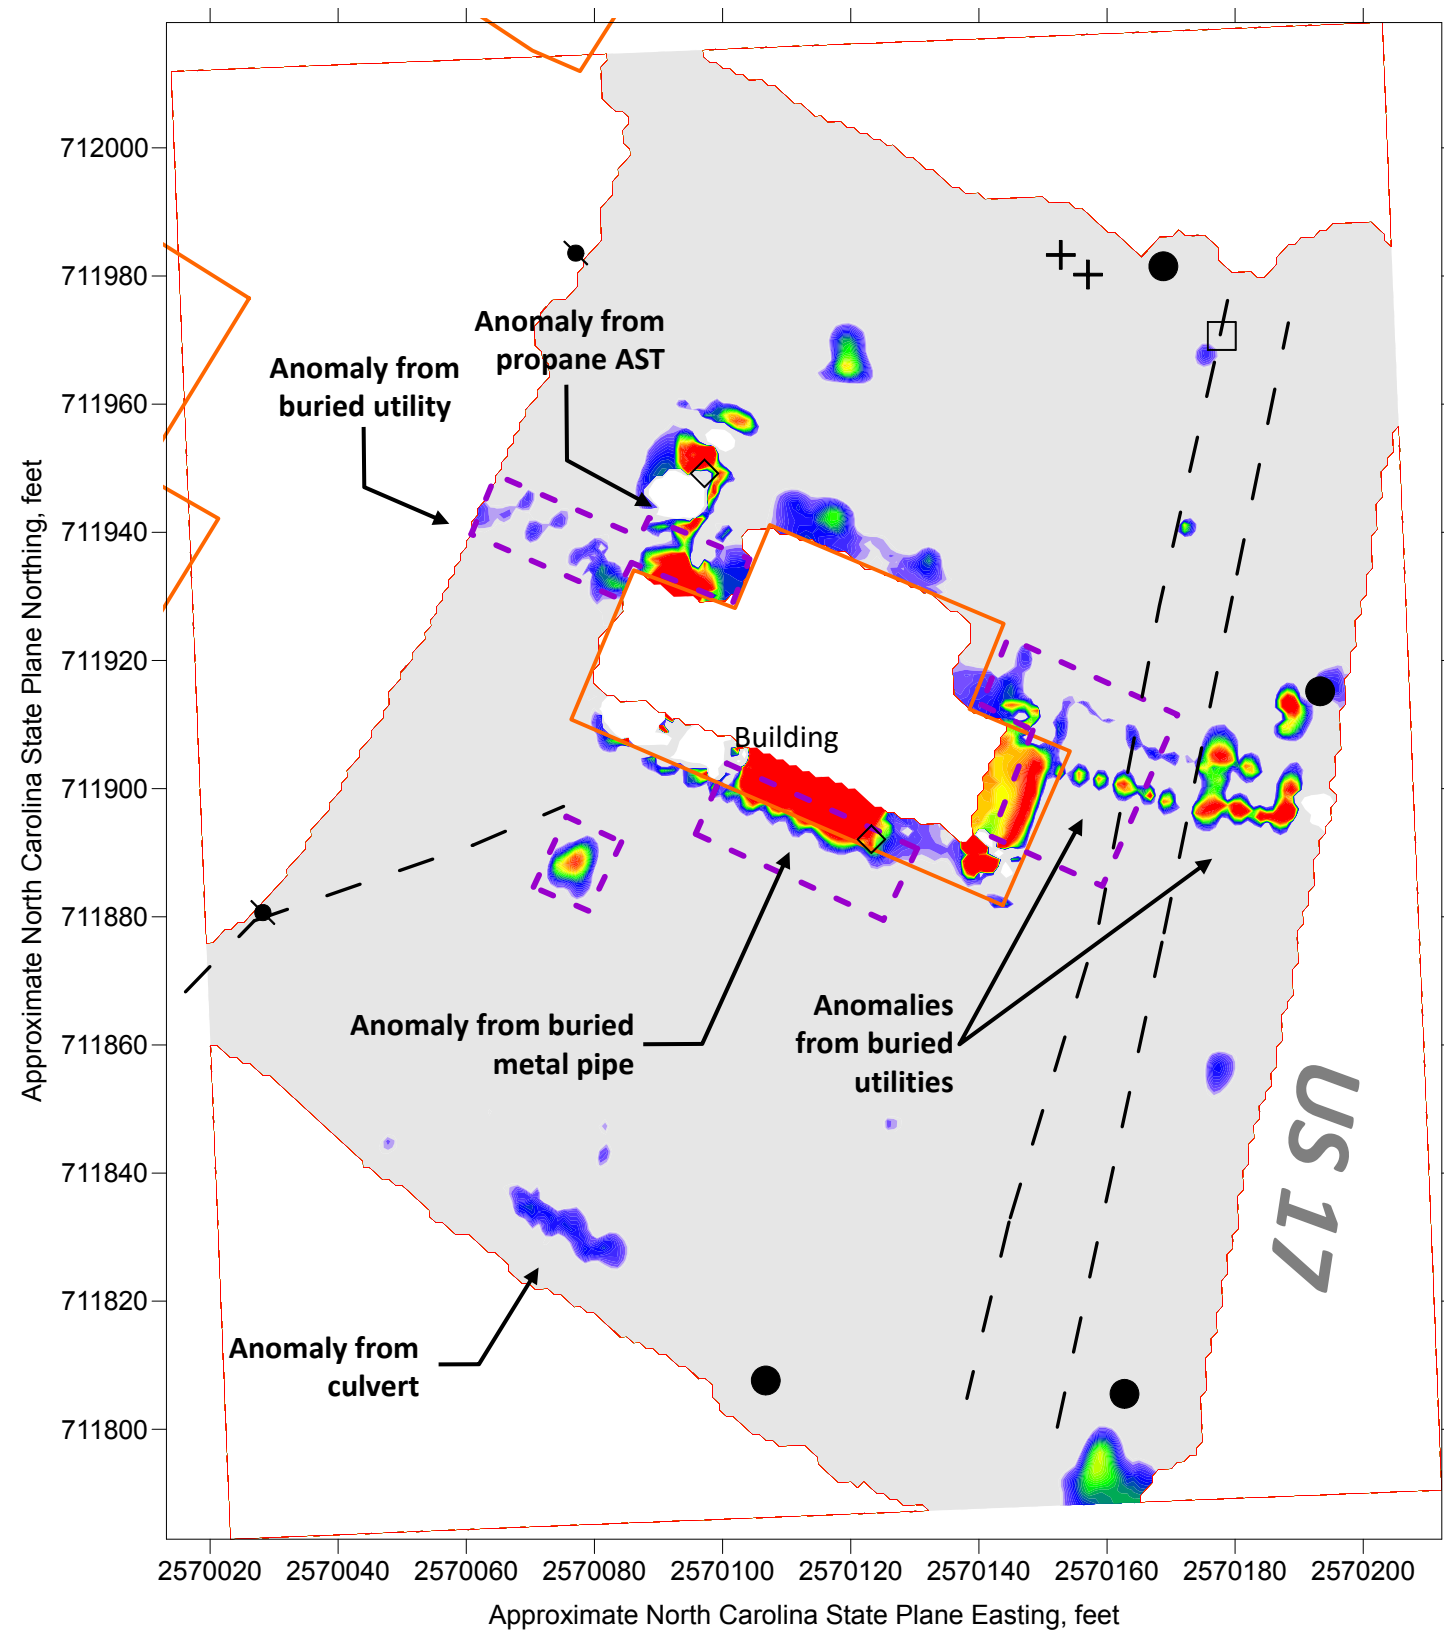 712000
711980
711960
711940
711920
711900
711880
711860
711840
711820
711800
Approximate North Carolina State Plane Northing, feet
Anomaly from
propane AST
Anomaly from
buried utility
Building
Anomaly from buried
metal pipe
Anomalies
from buried
utilities
US 17
Anomaly from
culvert
2570020 2570040 2570060 2570080 2570100 2570120 2570140 2570160 2570180 2570200
Approximate North Carolina State Plane Easting, feet